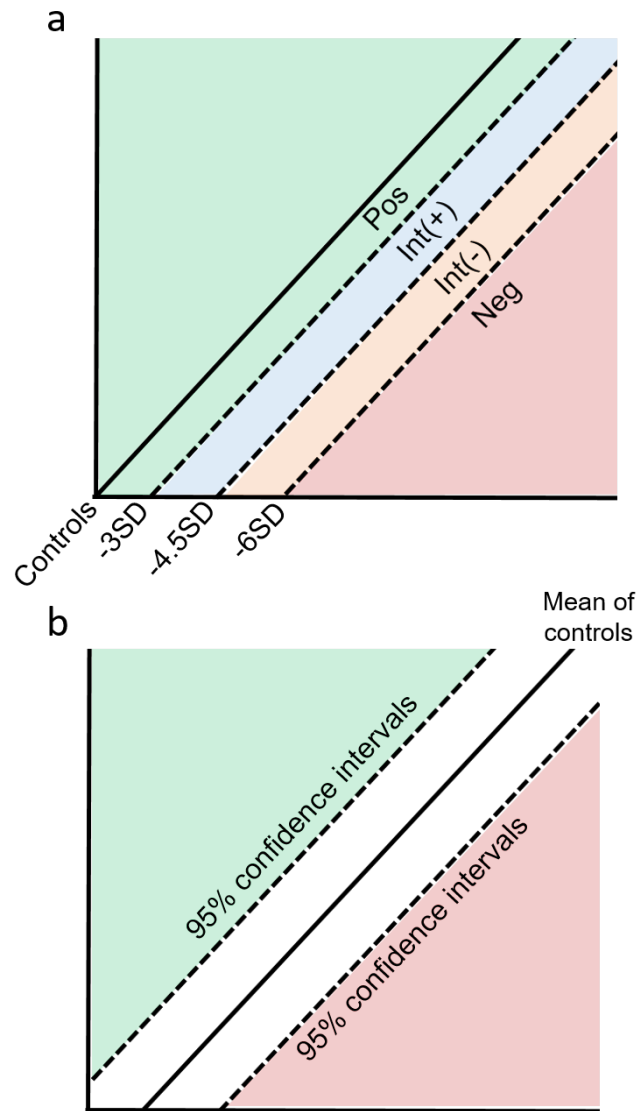 a
Pos
Int(+)
Int(-)
Neg
Controls
-3SD
-4.5SD
-6SD
b
Mean of
controls
95% confidence intervals
95% confidence intervals